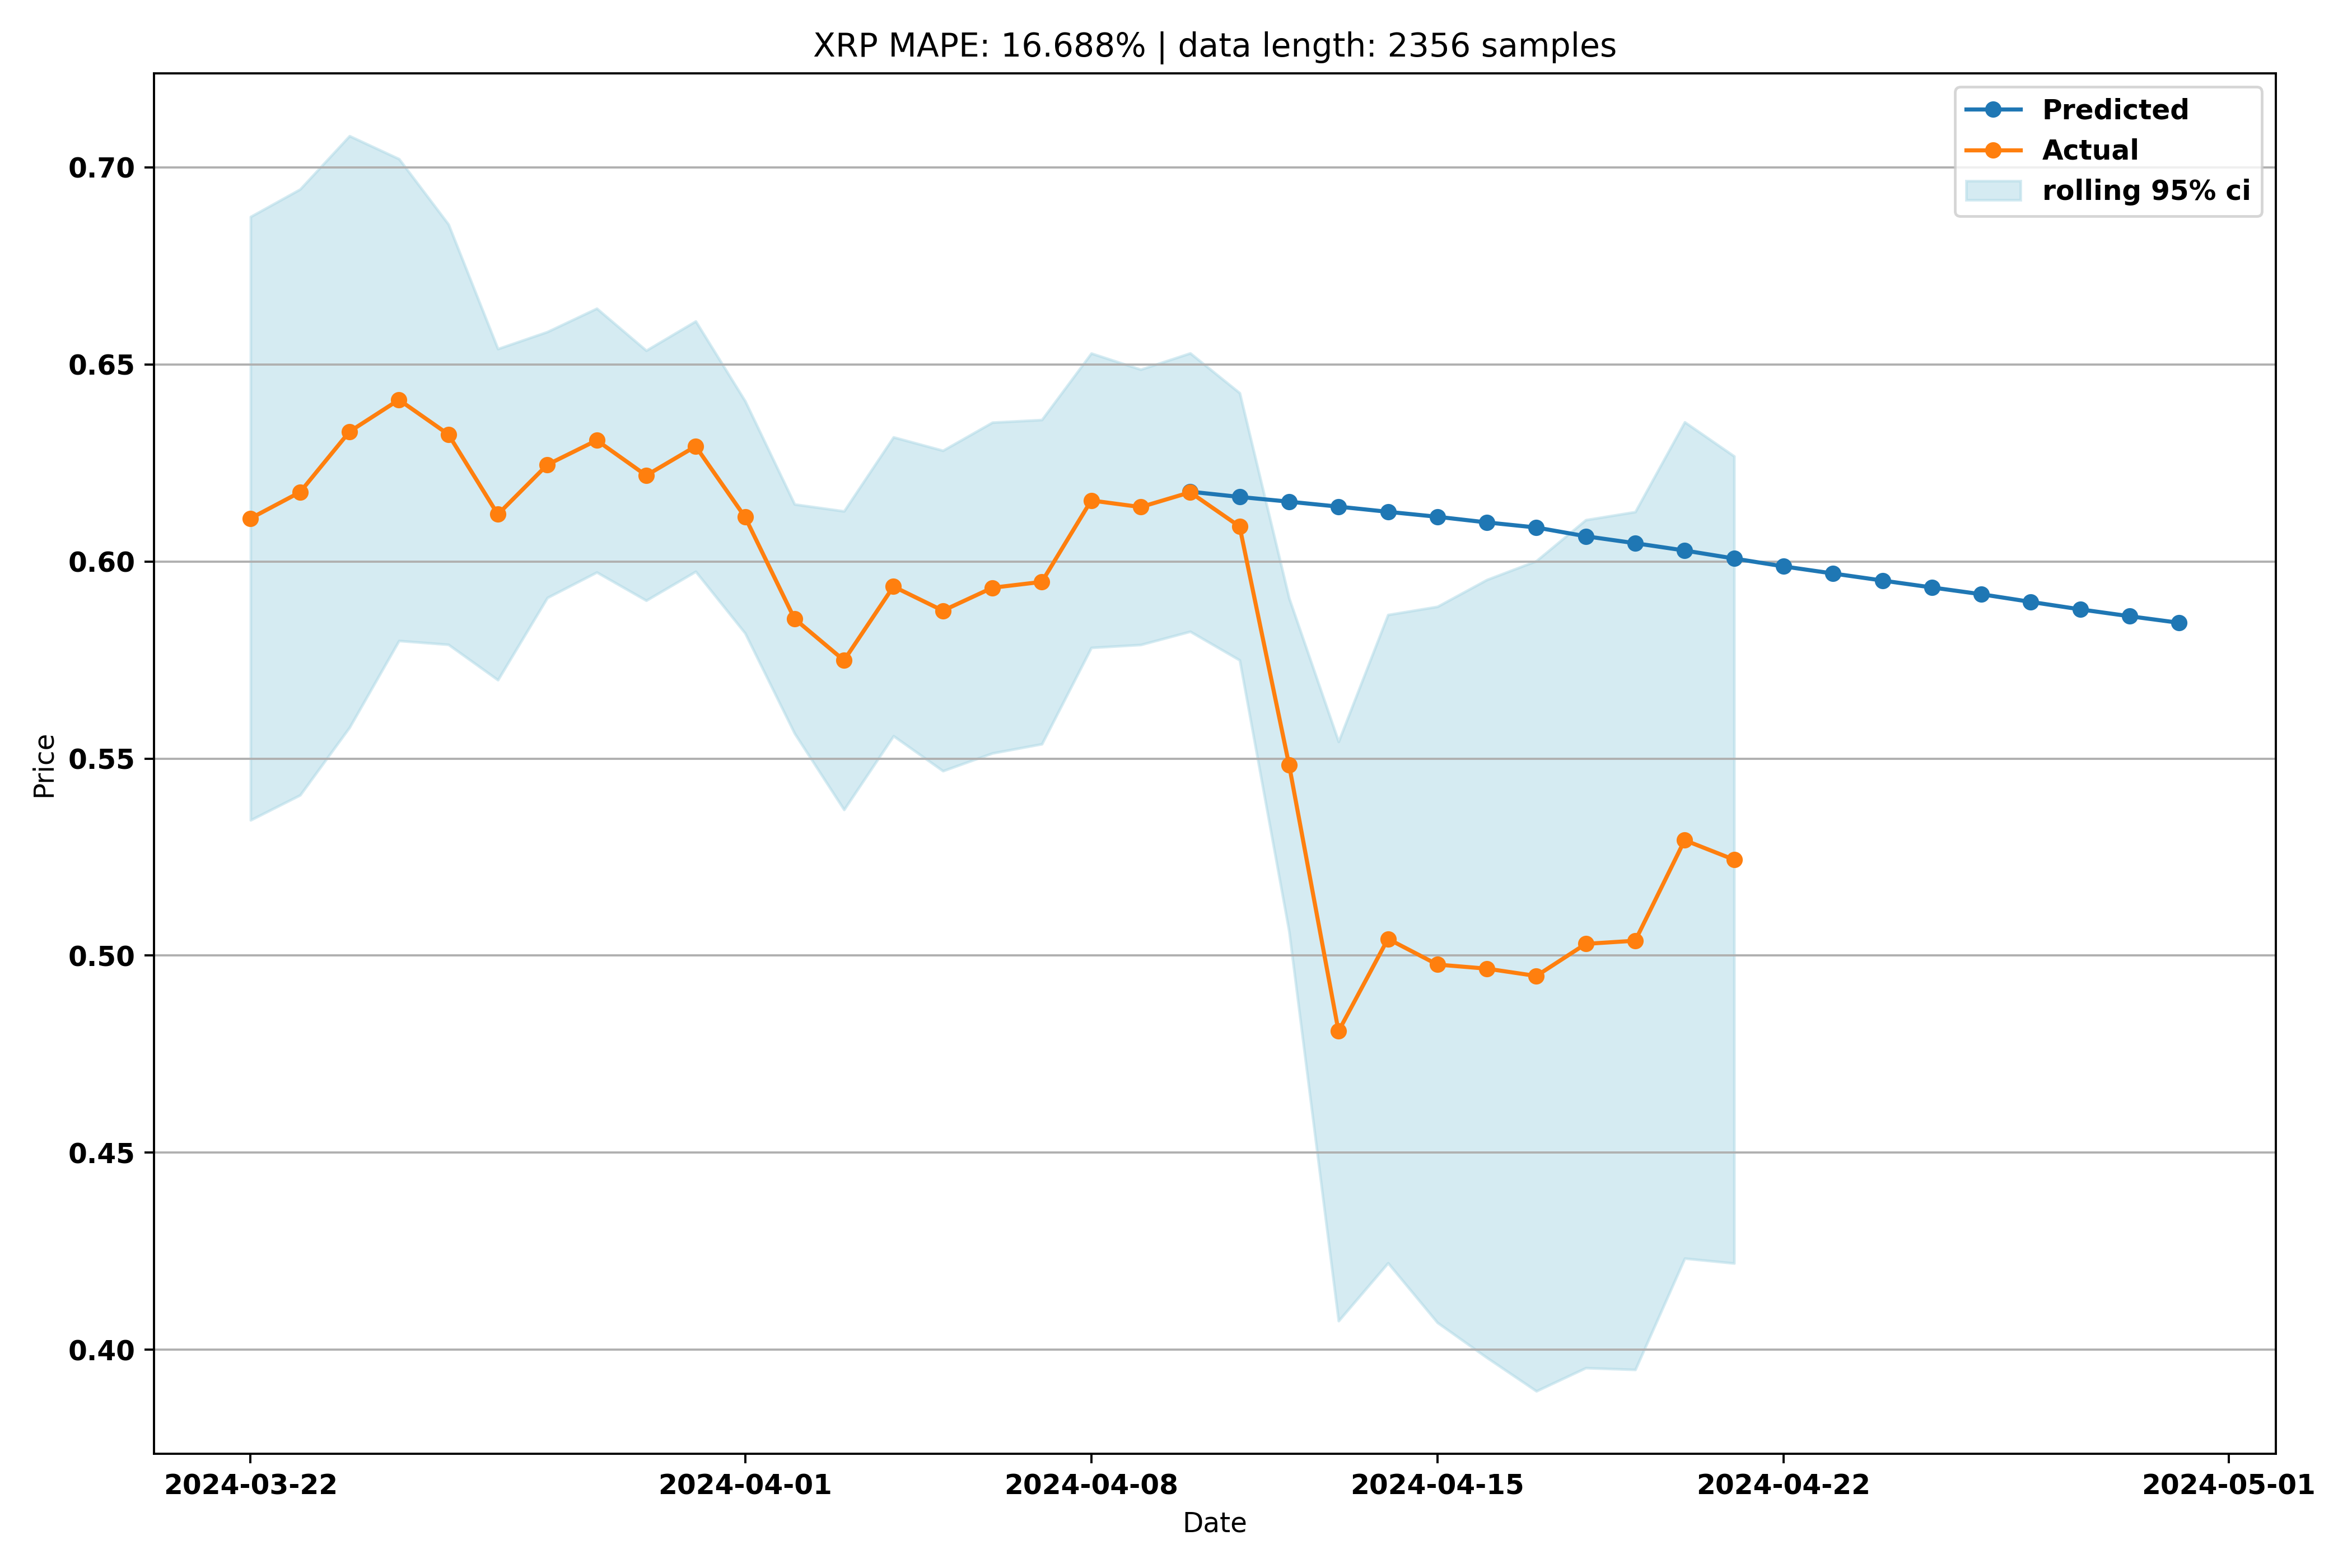 XRP MAPE: 16.688% | data length: 2356 samples
Predicted
Actual
rolling 95% ci
0.70
0.65
0.60
0.55
0.50
0.45
0.40
Price
2024-03-22 2024-04-01 2024-04-08 2024-04-15 2024-04-22 2024-05-01
Date